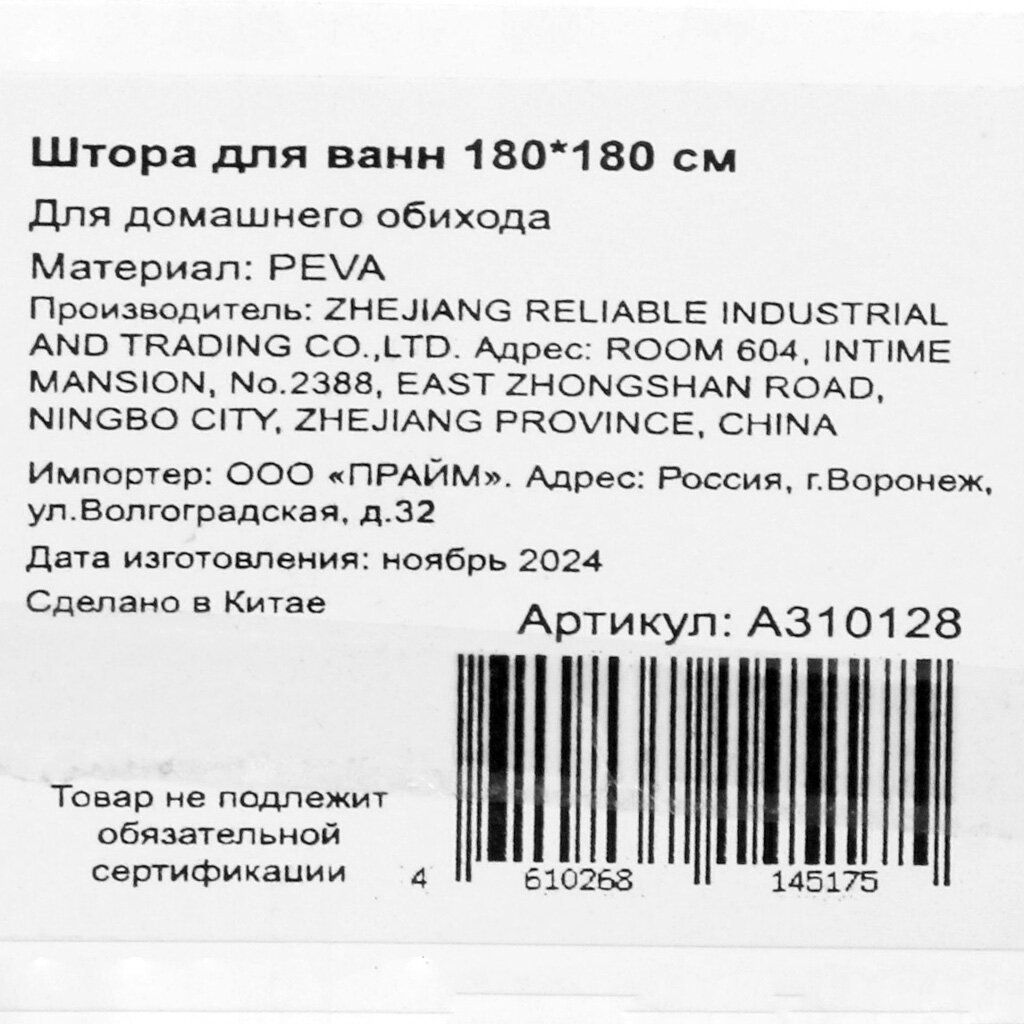 Штора для ванн 180*180 см
Для домашнего обихода
Материал: PEVA
Производитель: ZHEJIANG RELIABLE INDUSTRIAL
AND TRADING CO.,LTD. Адрес: ROOM 604, INTIME
MANSION, No.2388, EAST ZHONGSHAN ROAD,
NINGBO CITY, ZHEJIANG PROVINCE, CHINA
Импортер: ООО «ПРАЙМ». Адрес: Россия, г.Воронеж,
ул.Волгоградская, д.32
Дата изготовления: ноябрь 2024
Сделано в Китае
Артикул: А310128
Товар не подлежит
обязательной
сертификации
4 610268 145175